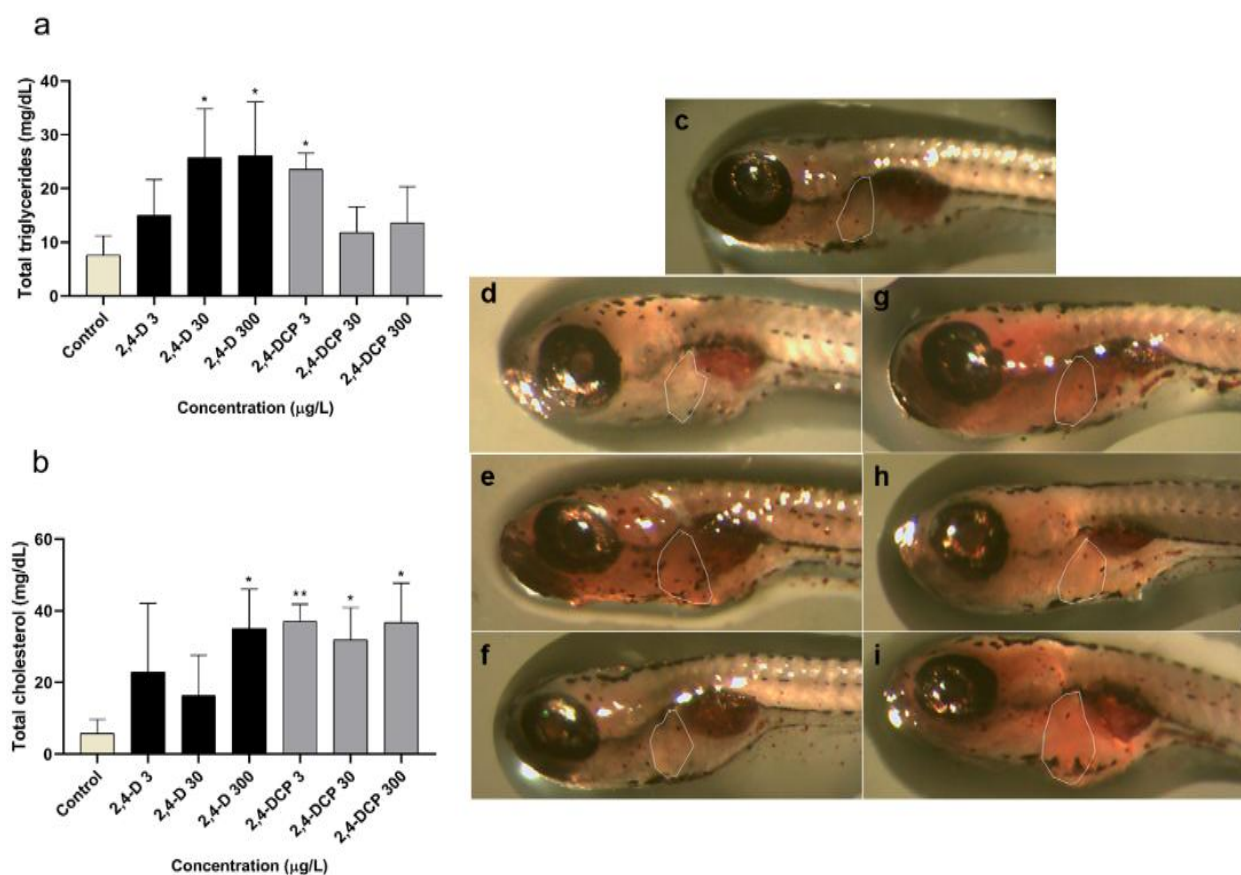 a
Total triglycerides (mg/dL)
40
30
20
10
0
*
*
*
Control
2,4-D 3
2,4-D 30
2,4-D 300
2,4-DCP 3
2,4-DCP 30
2,4-DCP 300
Concentration (µg/L)
b
Total cholesterol (mg/dL)
60
40
20
0
*
**
*
*
Control
2,4-D 3
2,4-D 30
2,4-D 300
2,4-DCP 3
2,4-DCP 30
2,4-DCP 300
Concentration (µg/L)
c
d
g
e
h
f
i